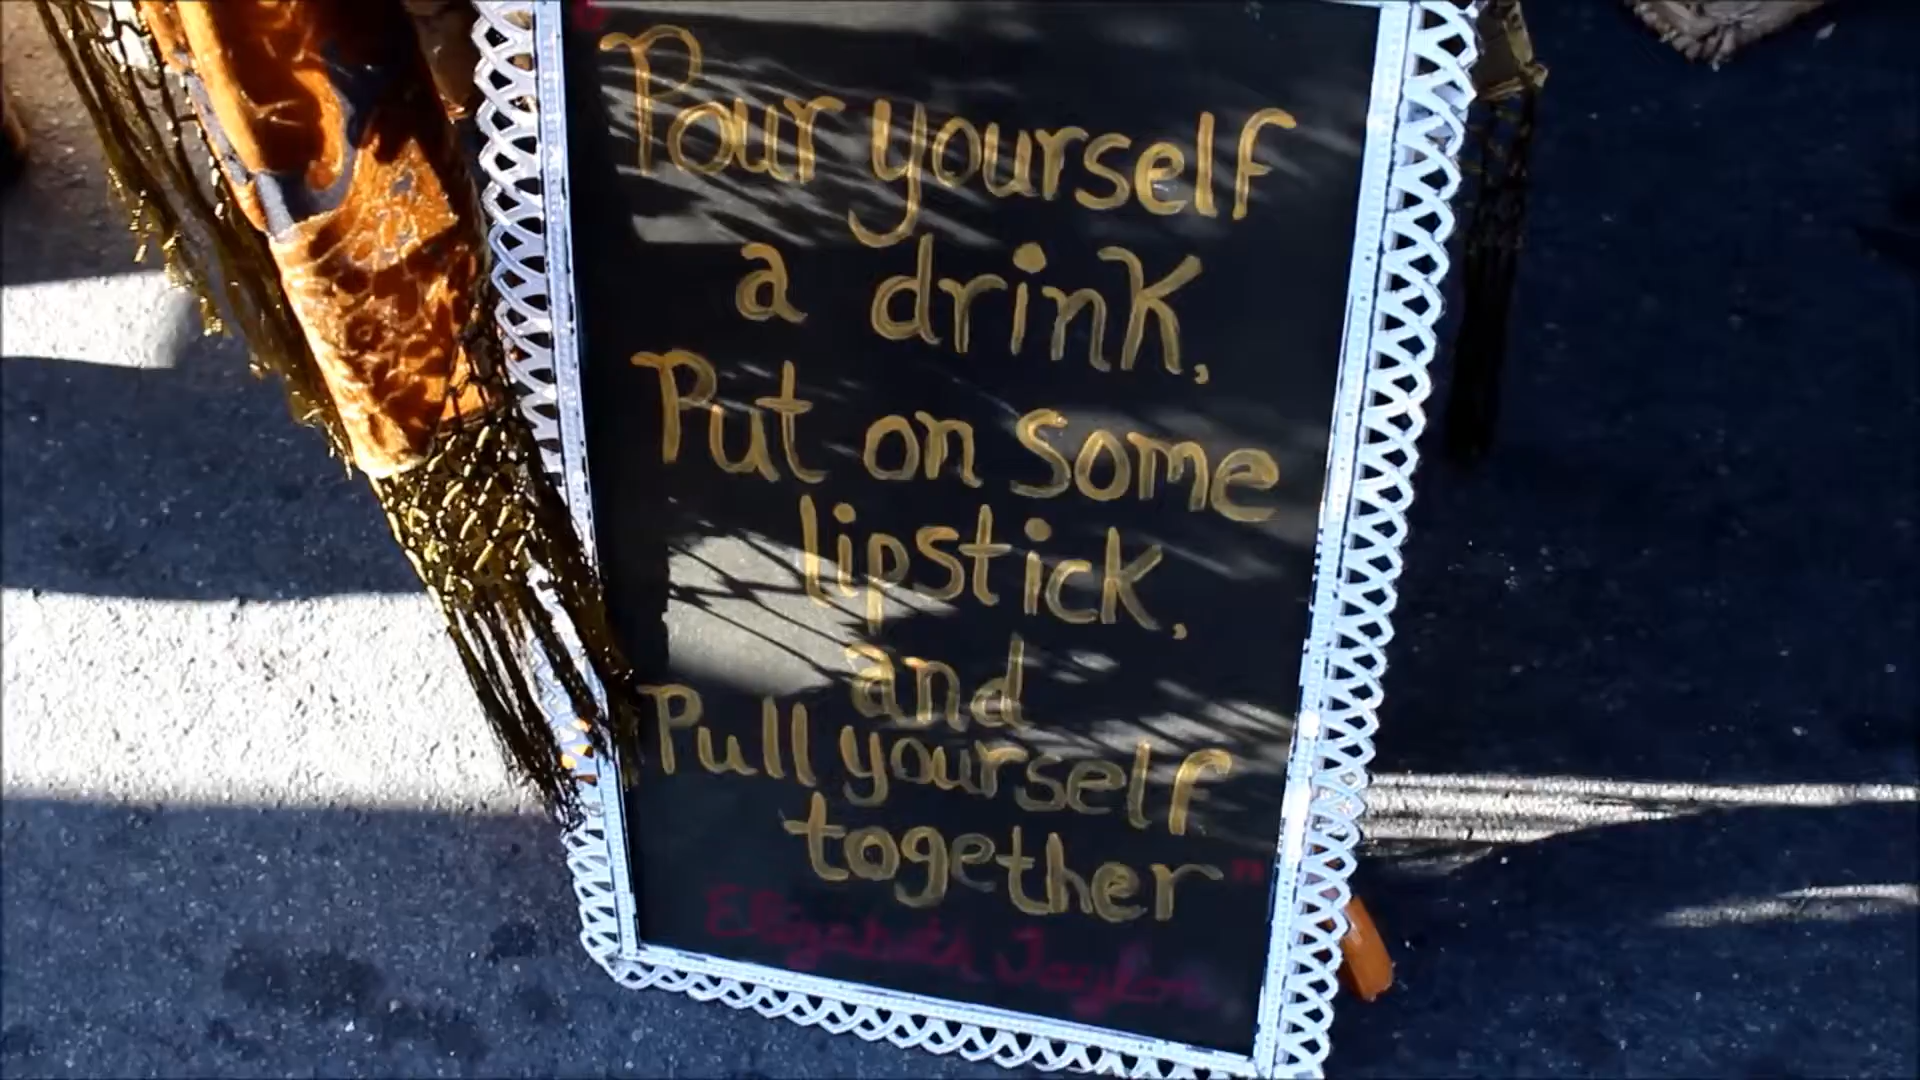 "Pour yourself
a drink,
Put on some
lipstick,
and
Pull yourself
together"
Elizabeth Taylor